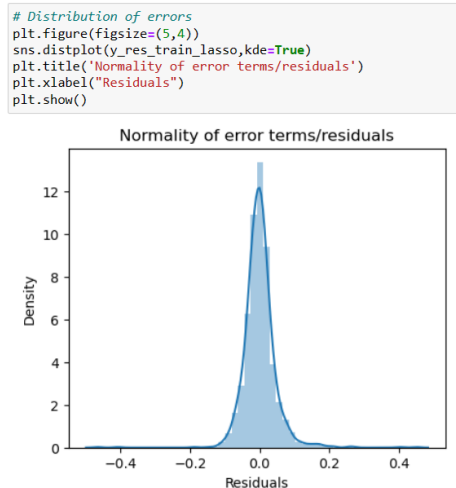 # Distribution of errors
plt.figure(figsize=(5,4))
sns.distplot(y_res_train_lasso,kde=True)
plt.title('Normality of error terms/residuals')
plt.xlabel("Residuals")
plt.show()
Normality of error terms/residuals
12
10
8
6
4
2
0
Density
−0.4 −0.2 0.0 0.2 0.4
Residuals